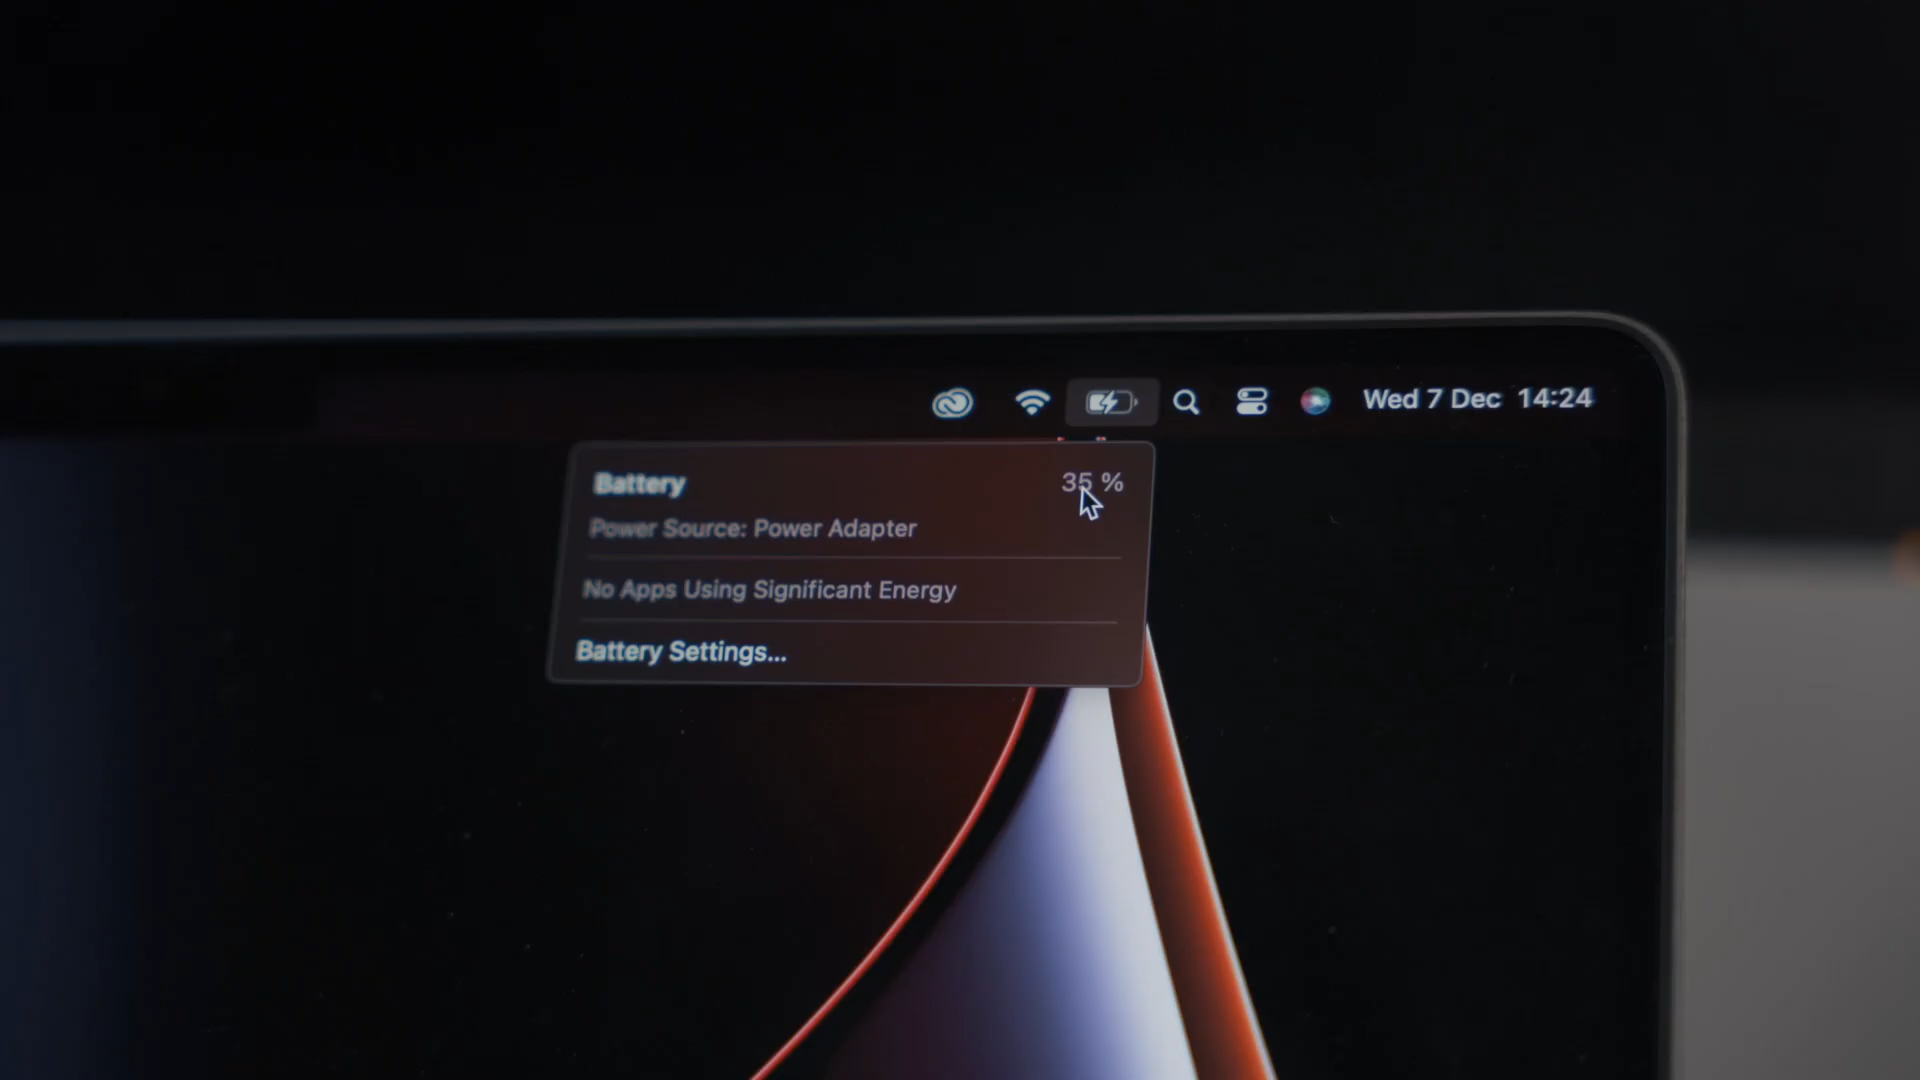 Wed 7 Dec 14:24
Battery 35 %
Power Source: Power Adapter
No Apps Using Significant Energy
Battery Settings...